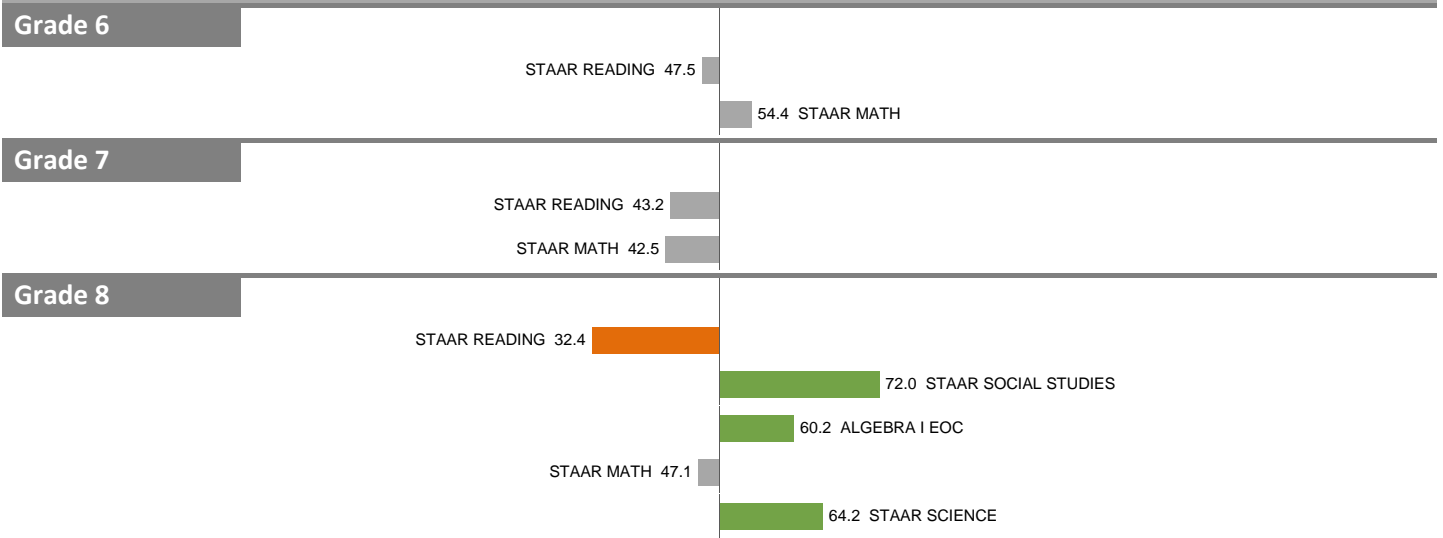 Grade 6
STAAR READING 47.5
54.4 STAAR MATH
Grade 7
STAAR READING 43.2
STAAR MATH 42.5
Grade 8
STAAR READING 32.4
72.0 STAAR SOCIAL STUDIES
60.2 ALGEBRA I EOC
STAAR MATH 47.1
64.2 STAAR SCIENCE